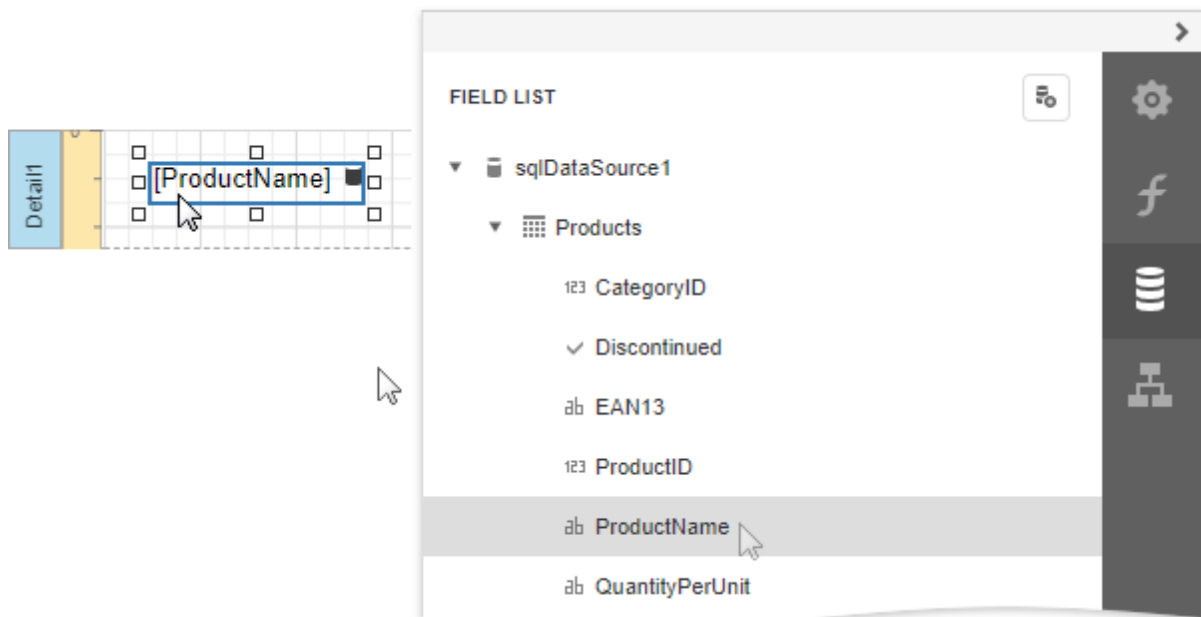 Detail1
[ProductName]
FIELD LIST
sqlDataSource1
Products
123 CategoryID
Discontinued
ab EAN13
123 ProductID
ab ProductName
ab QuantityPerUnit